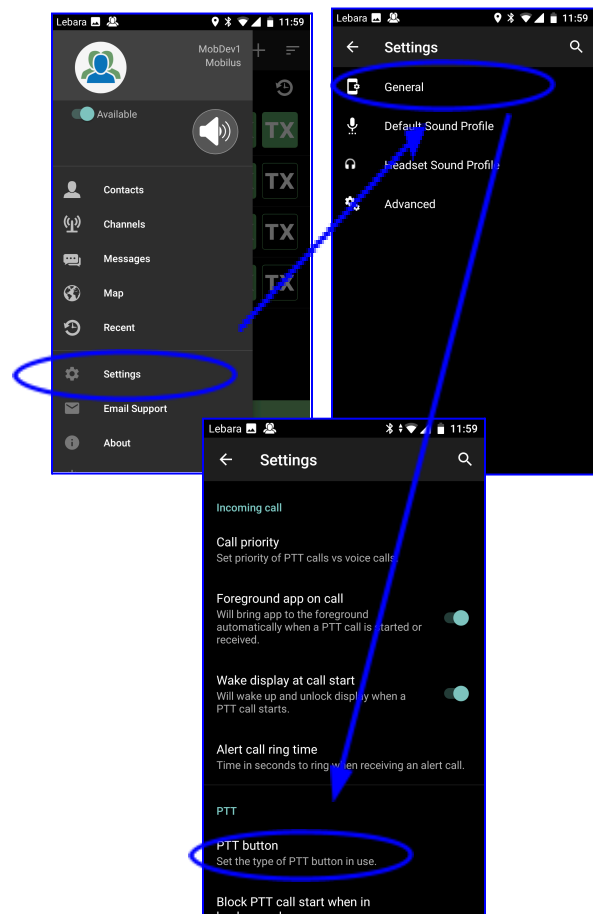 Lebara 11:59
MobDev1
Mobilus
Available
TX
Contacts
TX
Channels
TX
Messages
Map
TX
Recent
Settings
Email Support
About
Lebara 11:59
Settings
General
Default Sound Profile
Headset Sound Profile
Advanced
Lebara 11:59
Settings
Incoming call
Call priority
Set priority of PTT calls vs voice calls.
Foreground app on call
Will bring app to the foreground
automatically when a PTT call is started or
received.
Wake display at call start
Will wake up and unlock display when a
PTT call starts.
Alert call ring time
Time in seconds to ring when receiving an alert call.
PTT
PTT button
Set the type of PTT button in use.
Block PTT call start when in